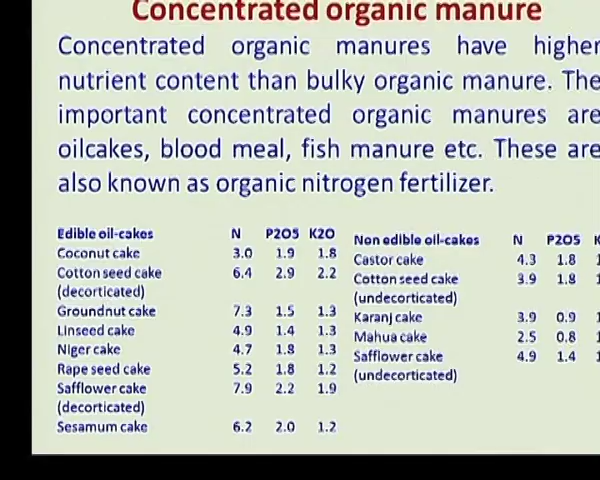 Concentrated organic manure
Concentrated organic manures have higher
nutrient content than bulky organic manure. The
important concentrated organic manures are
oilcakes, blood meal, fish manure etc. These are
also known as organic nitrogen fertilizer.
Edible oil-cakes N P2O5 K2O
Coconut cake 3.0 1.9 1.8
Cotton seed cake 6.4 2.9 2.2
(decorticated)
Groundnut cake 7.3 1.5 1.3
Linseed cake 4.9 1.4 1.3
Niger cake 4.7 1.8 1.3
Rape seed cake 5.2 1.8 1.2
Safflower cake 7.9 2.2 1.9
(decorticated)
Sesamum cake 6.2 2.0 1.2
Non edible oil-cakes N P2O5
Castor cake 4.3 1.8
Cotton seed cake 3.9 1.8
(undecorticated)
Karanj cake 3.9 0.9
Mahua cake 2.5 0.8
Safflower cake 4.9 1.4
(undecorticated)